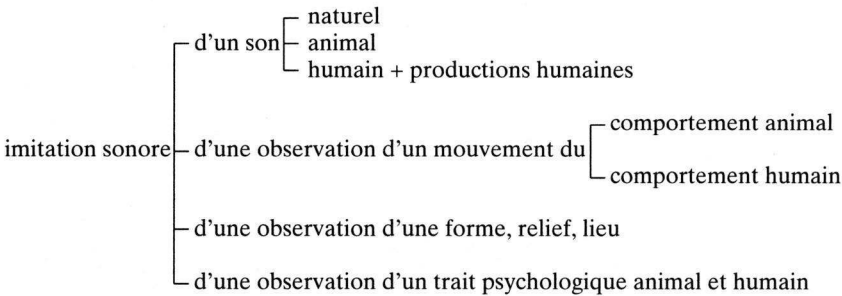 naturel
d'un son
animal
humain + productions humaines
comportement animal
imitation sonore
d'une observation d'un mouvement du
comportement humain
d'une observation d'une forme, relief, lieu
d'une observation d'un trait psychologique animal et humain